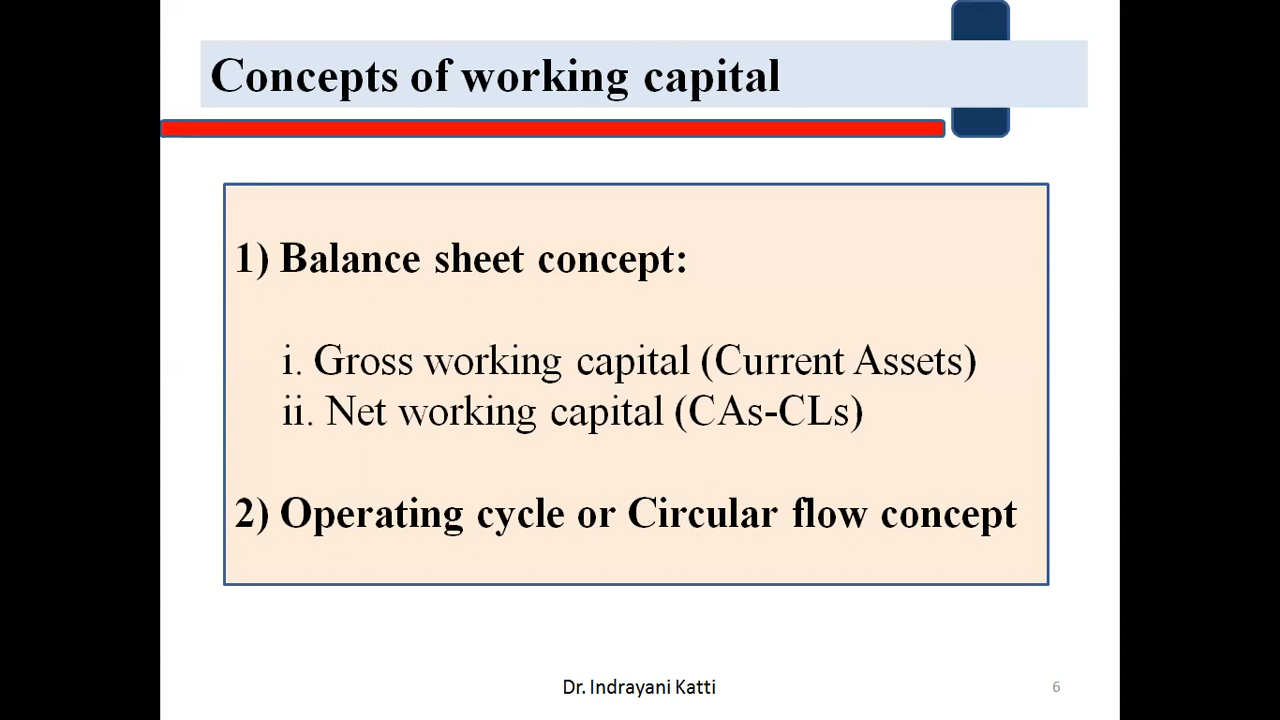 Concepts of working capital
1) Balance sheet concept:
i. Gross working capital (Current Assets)
ii. Net working capital (CAs-CLs)
2) Operating cycle or Circular flow concept
Dr. Indrayani Katti
6